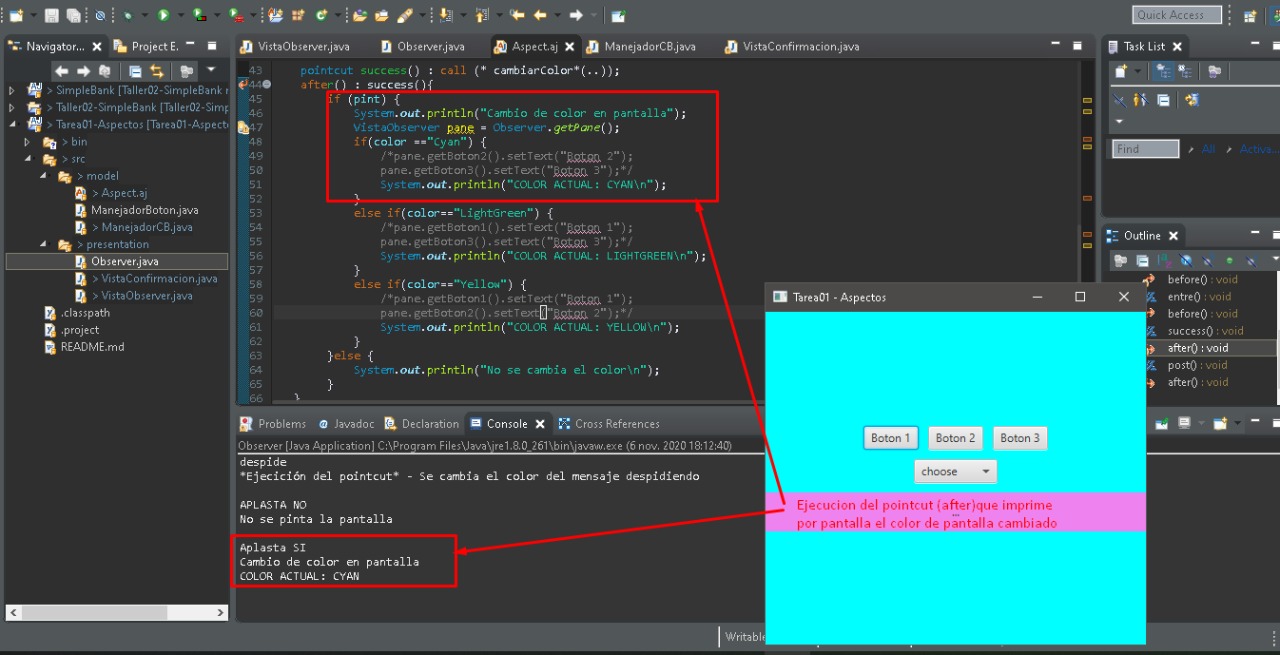 Quick Access
Navigator...
Project E.
> SimpleBank [Taller02-SimpleBank
> Taller02-SimpleBank [Taller02-Simp
> Tarea01-Aspectos [Tarea01-Aspect
> bin
> src
> model
> Aspect.aj
ManejadorBoton.java
> ManejadorCB.java
> presentation
Observer.java
> VistaConfirmacion.java
> VistaObserver.java
.classpath
.project
README.md
VistaObserver.java
Observer.java
Aspect.aj
ManejadorCB.java
VistaConfirmacion.java
43 pointcut success() : call (* cambiarColor*(..));
44 after() : success(){
45 if (pint) {
46 System.out.println("Cambio de color en pantalla");
47 VistaObserver pane = Observer.getPane();
48 if(color =="Cyan") {
49 /*pane.getBoton2().setText("Boton 2");
50 pane.getBoton3().setText("Boton 3");*/
51 System.out.println("COLOR ACTUAL: CYAN\n");
52 }
53 else if(color=="LightGreen") {
54 /*pane.getBoton1().setText("Boton 1");
55 pane.getBoton3().setText("Boton 3");*/
56 System.out.println("COLOR ACTUAL: LIGHTGREEN\n");
57 }
58 else if(color=="Yellow") {
59 /*pane.getBoton1().setText("Boton 1");
60 pane.getBoton2().setText("Boton 2");*/
61 System.out.println("COLOR ACTUAL: YELLOW\n");
62 }
63 }else {
64 System.out.println("No se cambia el color\n");
65 }
66 }
Task List
Find
All
Activa...
Outline
before() : void
entre() : void
before() : void
success() : void
after() : void
post() : void
after() : void
Problems
Javadoc
Declaration
Console
Cross References
Observer [Java Application] C:\Program Files\Java\jre1.8.0_261\bin\javaw.exe (6 nov. 2020 18:12:40)
despide
*Ejecición del pointcut* - Se cambia el color del mensaje despidiendo
APLASTA NO
No se pinta la pantalla
Aplasta SI
Cambio de color en pantalla
COLOR ACTUAL: CYAN
Tarea01 - Aspectos
Boton 1
Boton 2
Boton 3
choose
Ejecucion del pointcut (after)que imprime
por pantalla el color de pantalla cambiado
...